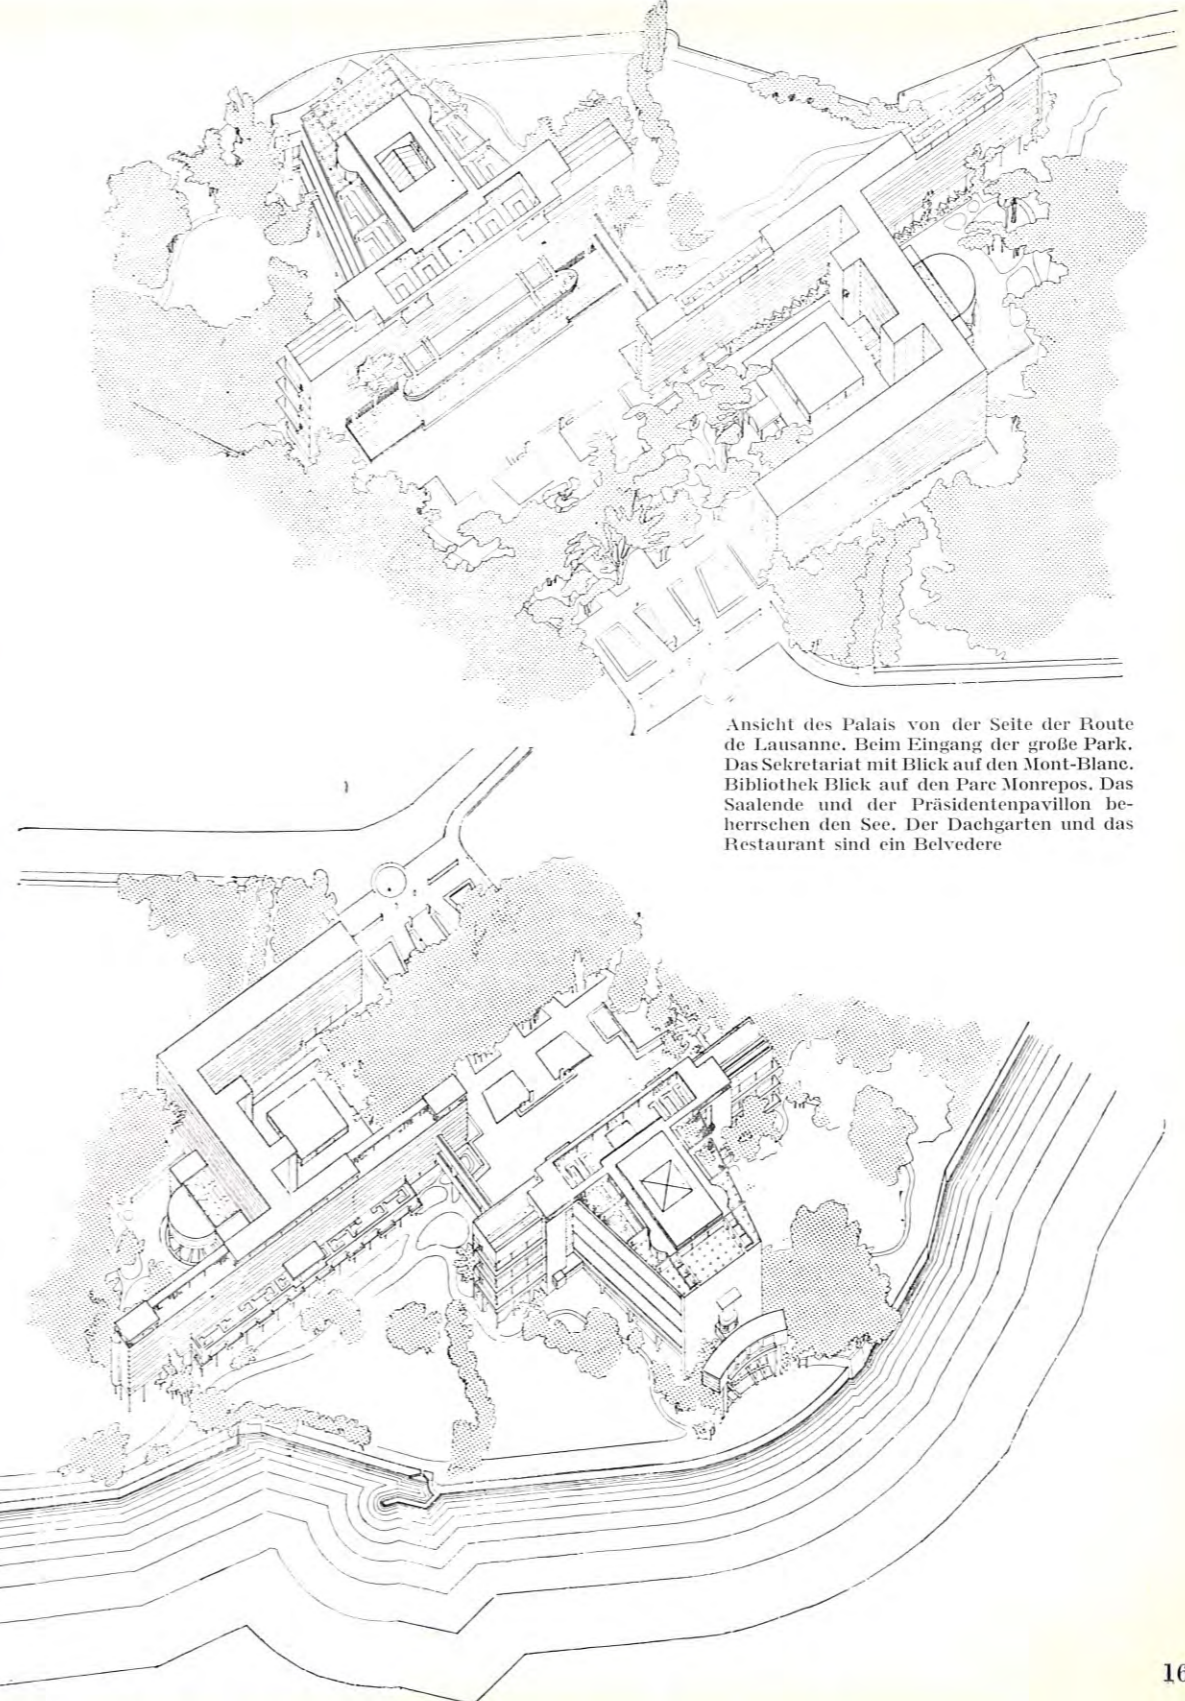 Ansicht des Palais von der Seite der Route
de Lausanne. Beim Eingang der große Park.
Das Sekretariat mit Blick auf den Mont-Blanc.
Bibliothek Blick auf den Parc Monrepos. Das
Saalende und der Präsidentenpavillon be-
herrschen den See. Der Dachgarten und das
Restaurant sind ein Belvedere